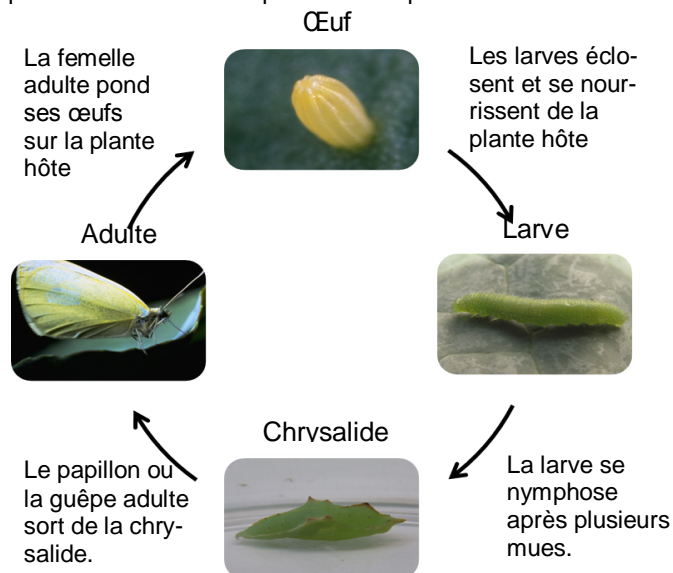 Œuf
La femelle
adulte pond
ses œufs
sur la plante
hôte
Les larves éclo-
sent et se nour-
rissent de la
plante hôte
Adulte
Larve
Chrysalide
Le papillon ou
la guêpe adulte
sort de la chry-
salide.
La larve se
nymphose
après plusieurs
mues.